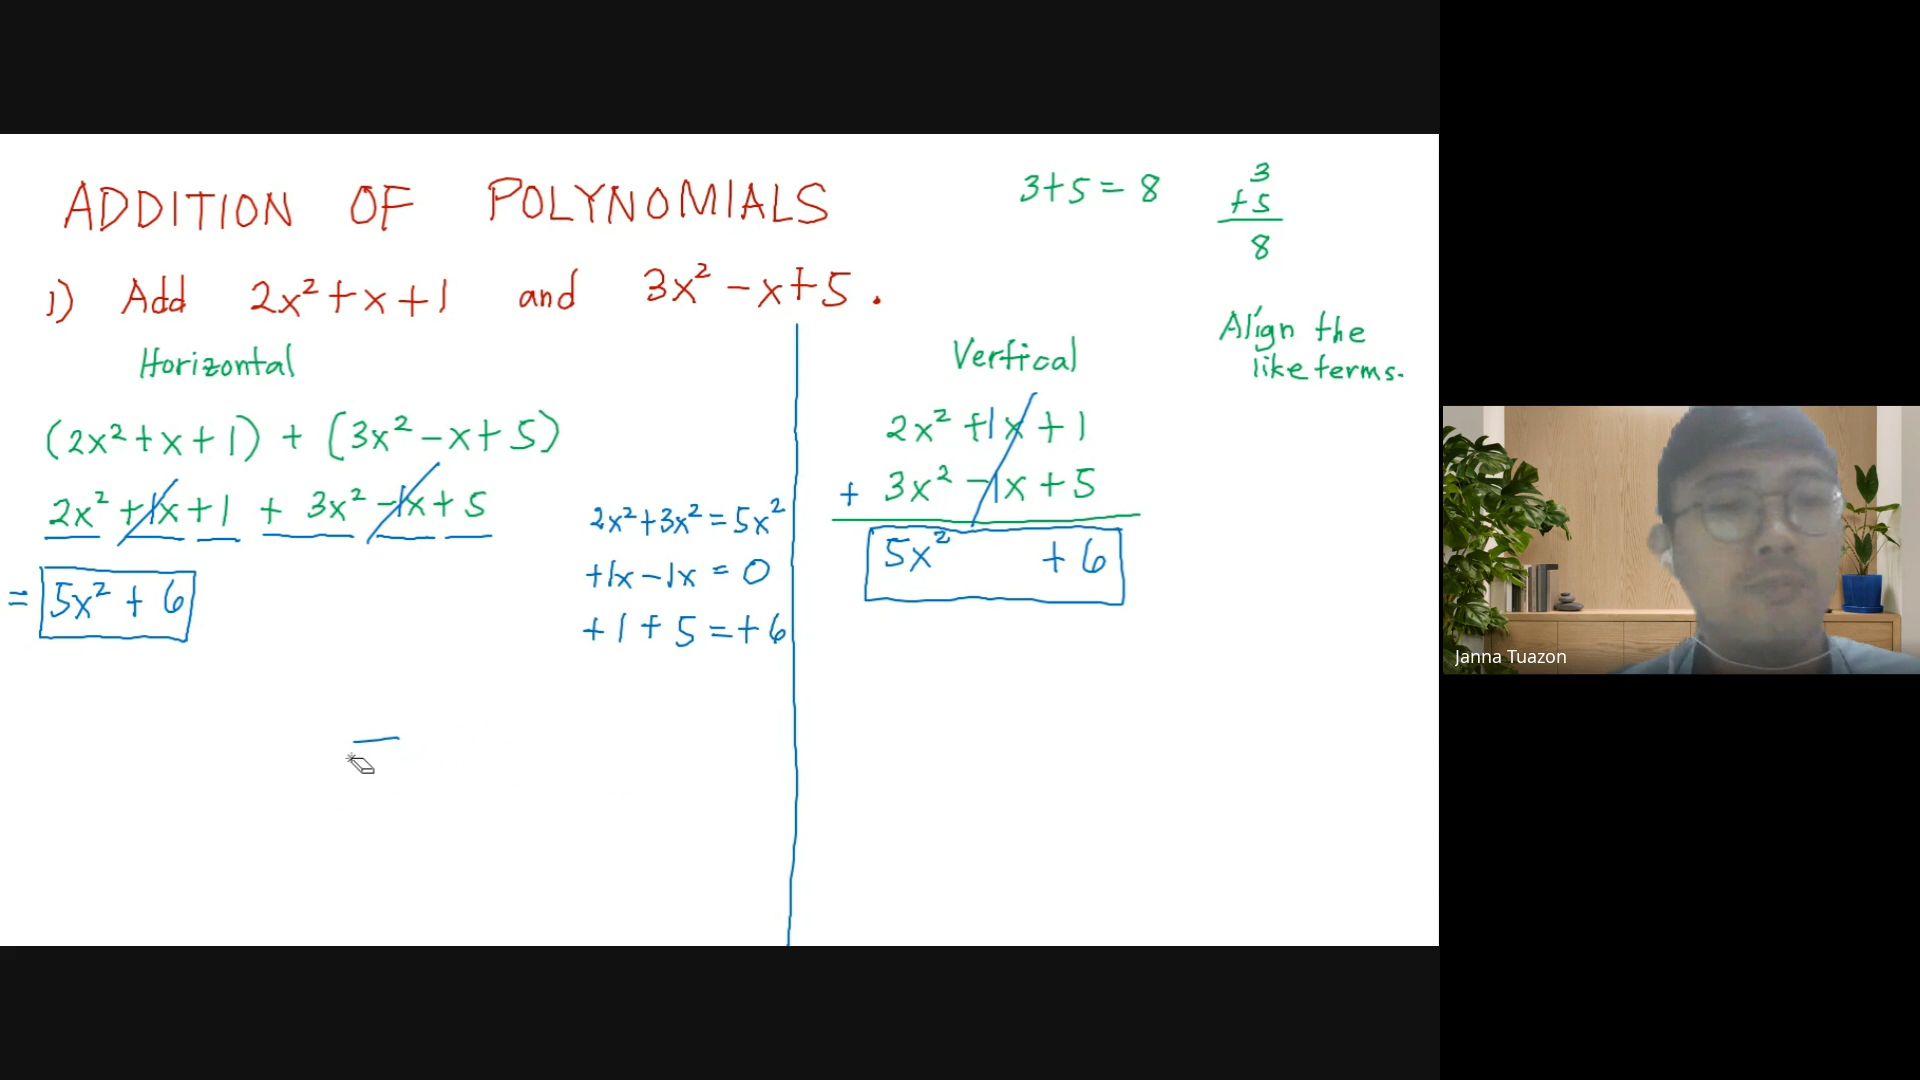 ADDITION OF POLYNOMIALS
3+5=8
3
+5
8
1) Add 2x²+x+1 and 3x²-x+5.
Align the
like terms.
Horizontal
(2x²+x+1) + (3x²-x+5)
2x²+1x+1 + 3x²-1x+5
= 5x²+6
2x²+3x²=5x²
+1x-1x=0
+1+5=+6
Vertical
2x²+1x+1
+ 3x²-1x+5
5x² +6
Janna Tuazon